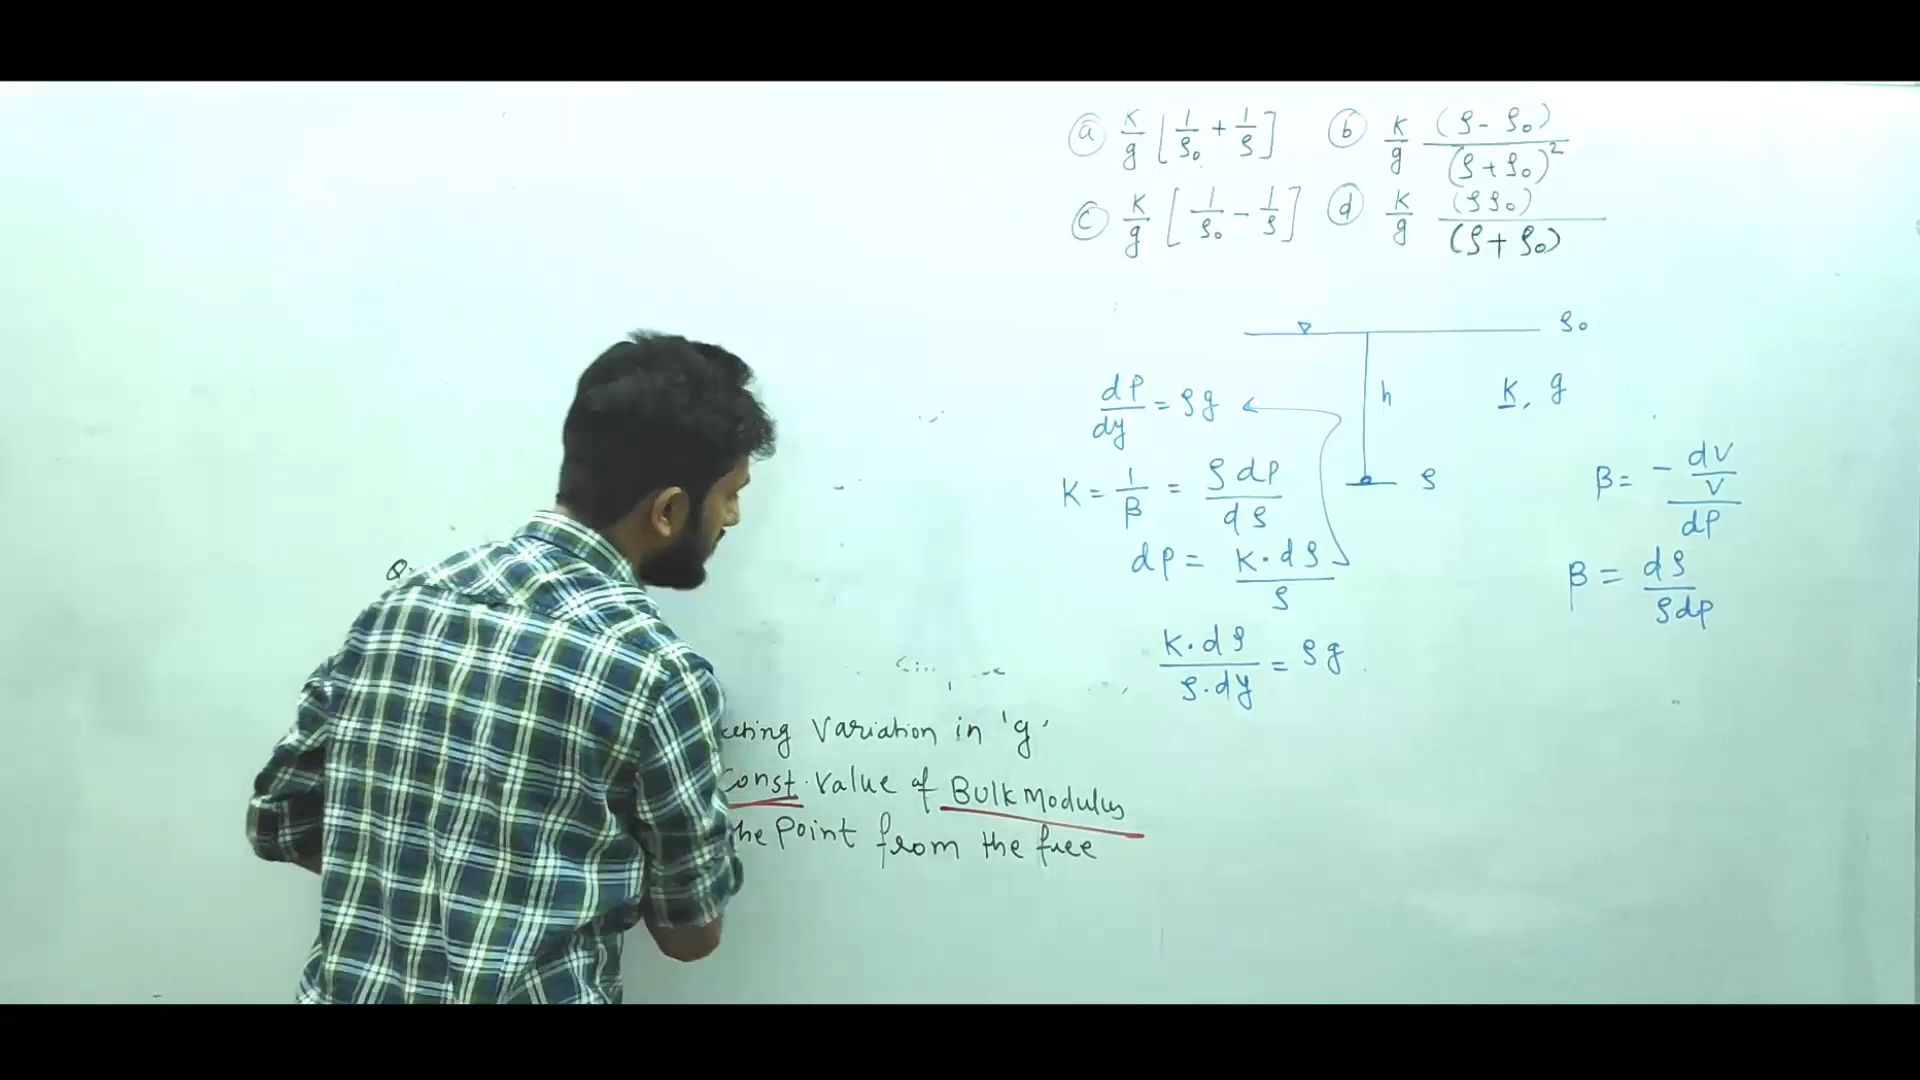 ⓐ K/g [1/ρ₀ + 1/ρ] ⓑ K/g (ρ - ρ₀)/(ρ + ρ₀)²
ⓒ K/g [1/ρ₀ - 1/ρ] ⓓ K/g (ρρ₀)/(ρ + ρ₀)
ρ₀
h K, g
ρ
dP/dy = ρg
K = 1/β = ρdp/dρ
dp = K·dρ/ρ
K·dρ/ρ·dy = ρg
β = - dV/V/dP
β = dρ/ρdp
Q.
Variation in 'g'
Const. Value of Bulk Modulus
the Point from the free